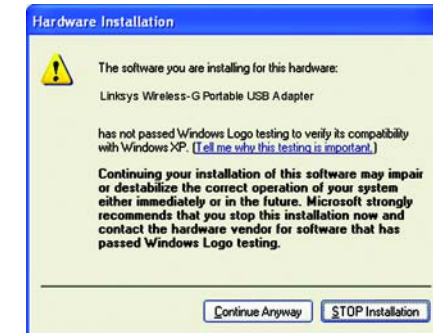 Hardware Installation
The software you are installing for this hardware:
Linksys Wireless-G Portable USB Adapter
has not passed Windows Logo testing to verify its compatibility
with Windows XP. (Tell me why this testing is important.)
Continuing your installation of this software may impair
or destabilize the correct operation of your system
either immediately or in the future. Microsoft strongly
recommends that you stop this installation now and
contact the hardware vendor for software that has
passed Windows Logo testing.
Continue Anyway STOP Installation